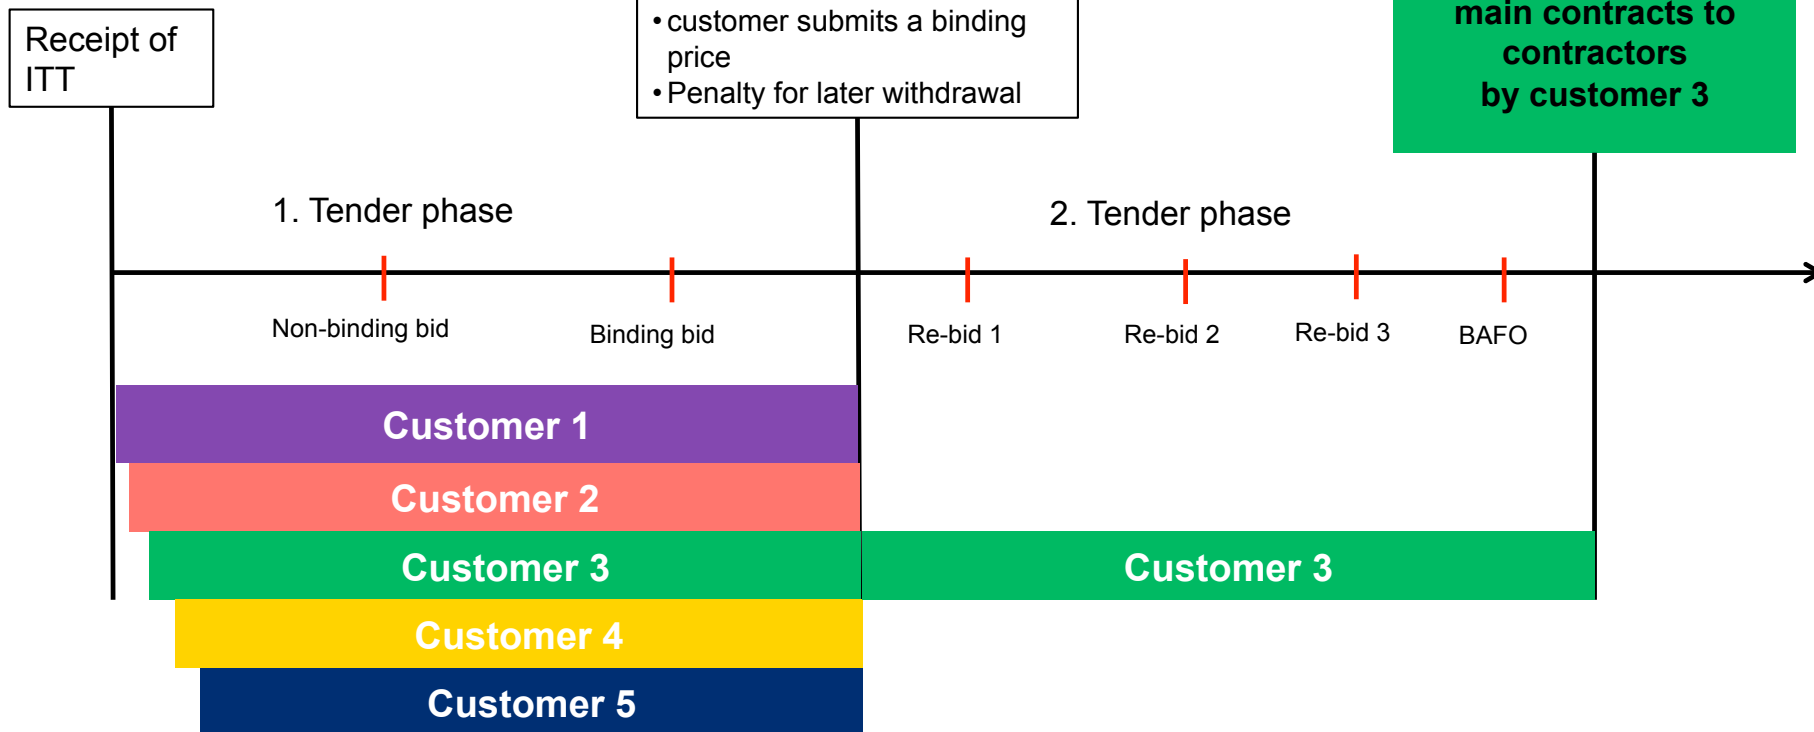 Receipt of
ITT
• customer submits a binding
price
• Penalty for later withdrawal
main contracts to
contractors
by customer 3
1. Tender phase
2. Tender phase
Non-binding bid
Binding bid
Re-bid 1
Re-bid 2
Re-bid 3
BAFO
Customer 1
Customer 2
Customer 3
Customer 3
Customer 4
Customer 5